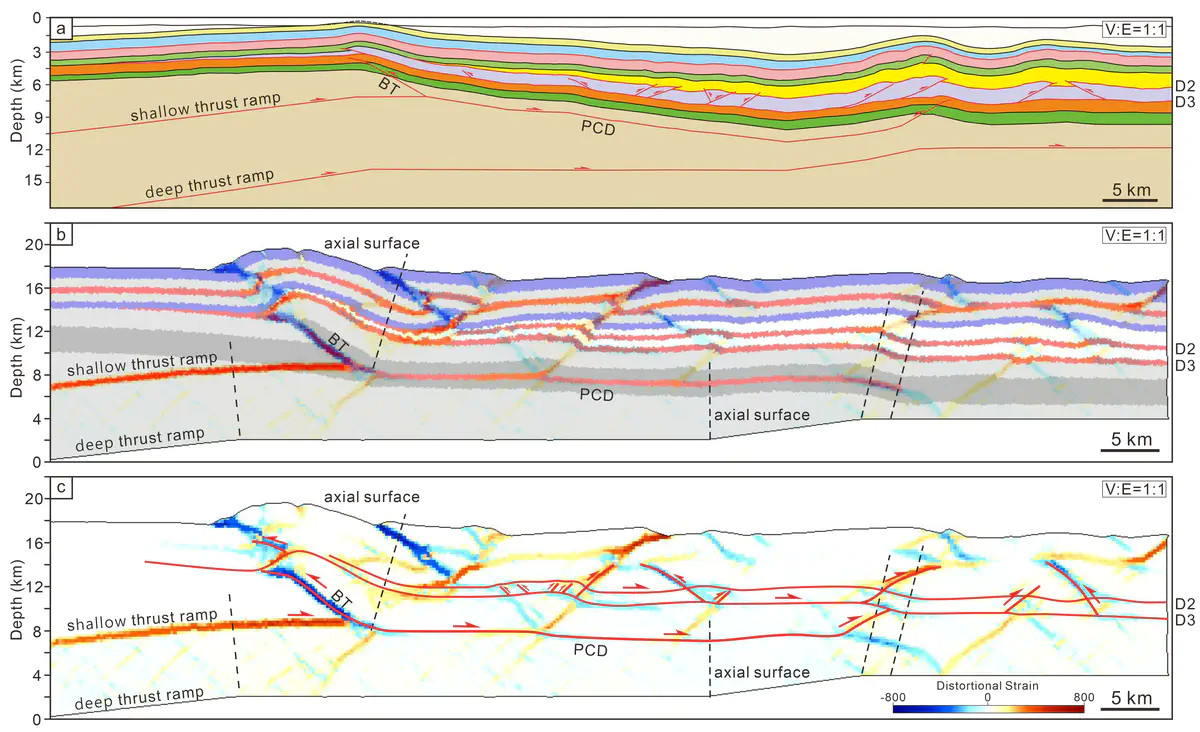 a
V:E=1:1
Depth (km)
0
3
6
9
12
15
shallow thrust ramp
deep thrust ramp
BT
PCD
D2
D3
5 km
b
V:E=1:1
axial surface
Depth (km)
20
16
12
8
4
0
BT
shallow thrust ramp
deep thrust ramp
PCD
axial surface
D2
D3
5 km
c
V:E=1:1
axial surface
Depth (km)
20
16
12
8
4
0
BT
shallow thrust ramp
deep thrust ramp
PCD
axial surface
D2
D3
Distortional Strain
-800 0 800
5 km